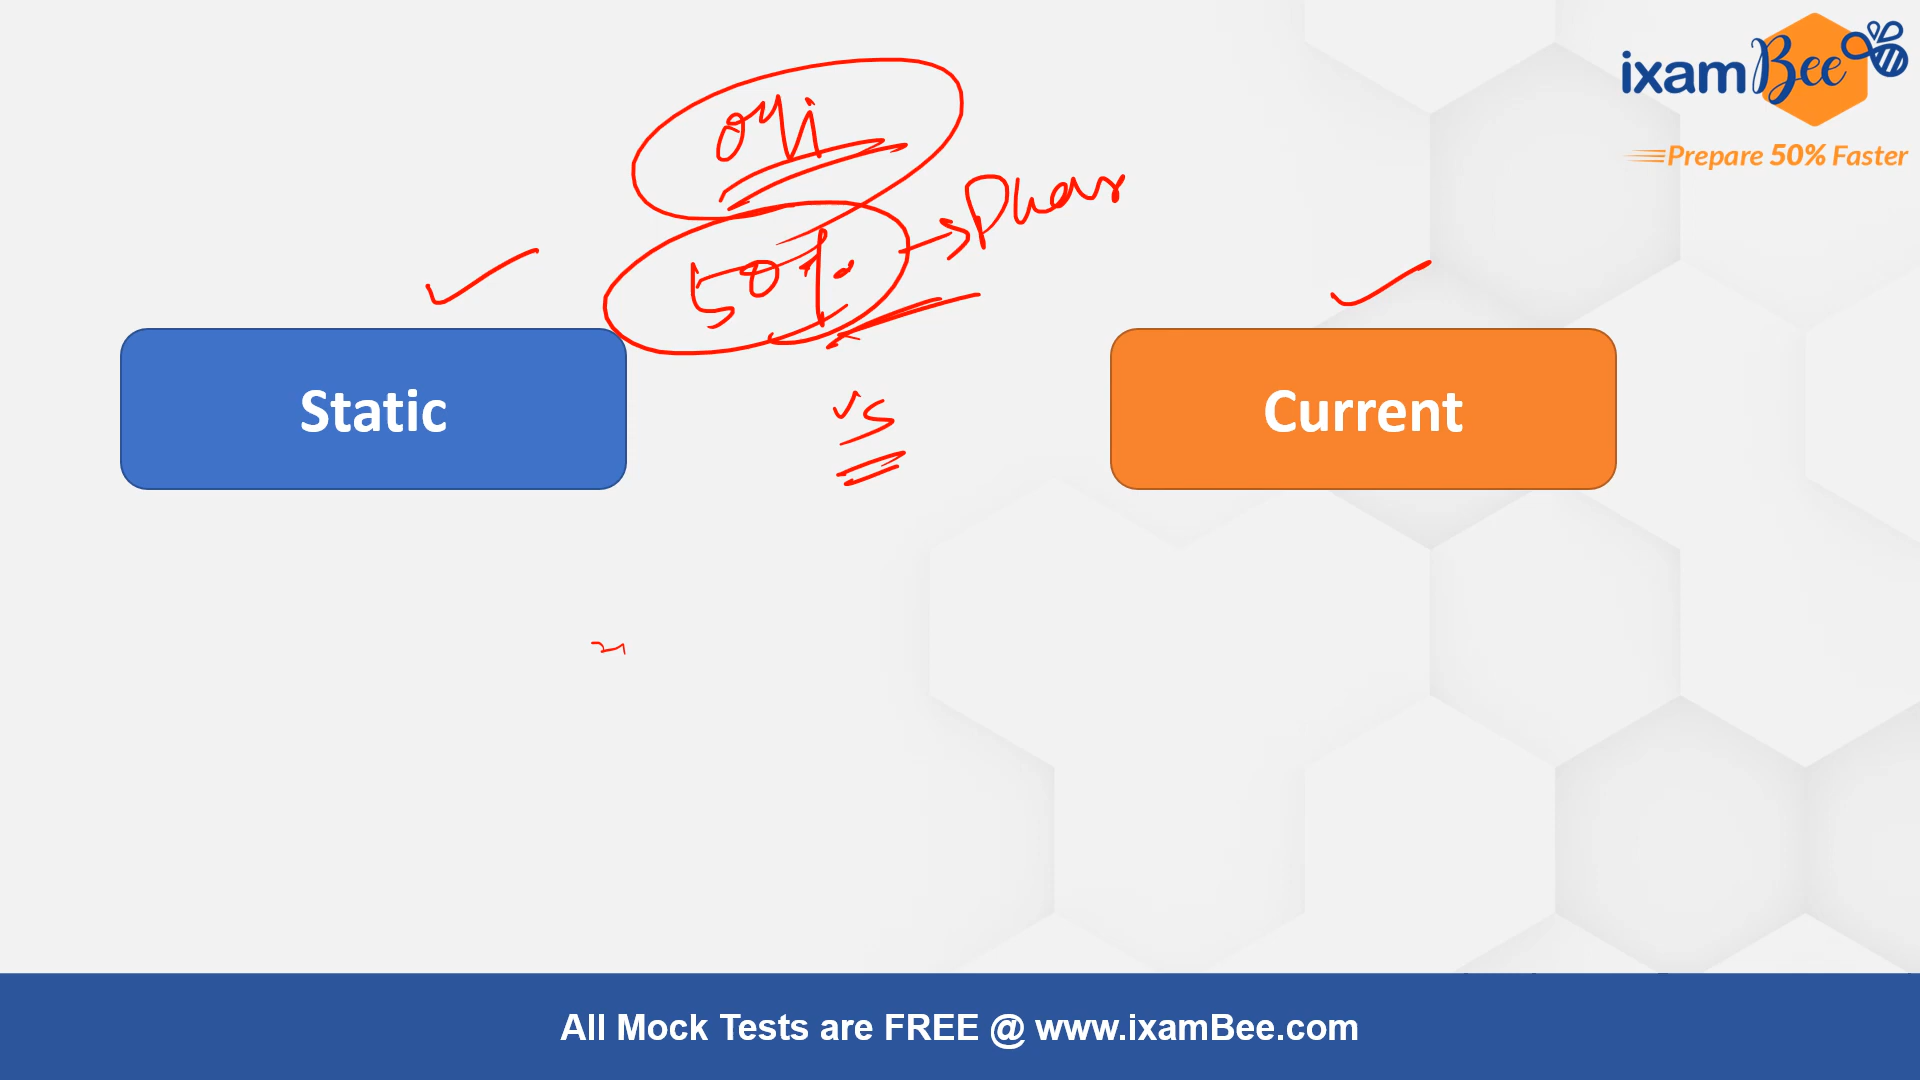 ixamBee
Prepare 50% Faster
50%
Static
vs
Current
All Mock Tests are FREE @ www.ixamBee.com